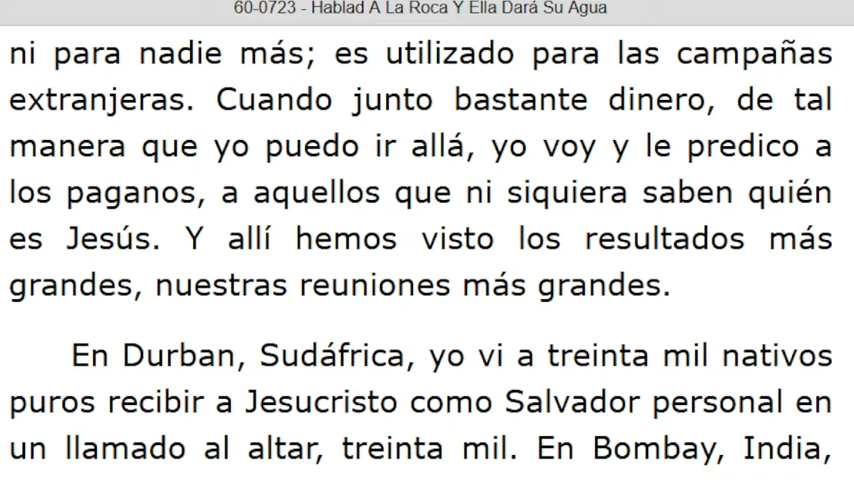 60-0723 - Hablad A La Roca Y Ella Dará Su Agua
ni para nadie más; es utilizado para las campañas
extranjeras. Cuando junto bastante dinero, de tal
manera que yo puedo ir allá, yo voy y le predico a
los paganos, a aquellos que ni siquiera saben quién
es Jesús. Y allí hemos visto los resultados más
grandes, nuestras reuniones más grandes.
En Durban, Sudáfrica, yo vi a treinta mil nativos
puros recibir a Jesucristo como Salvador personal en
un llamado al altar, treinta mil. En Bombay, India,